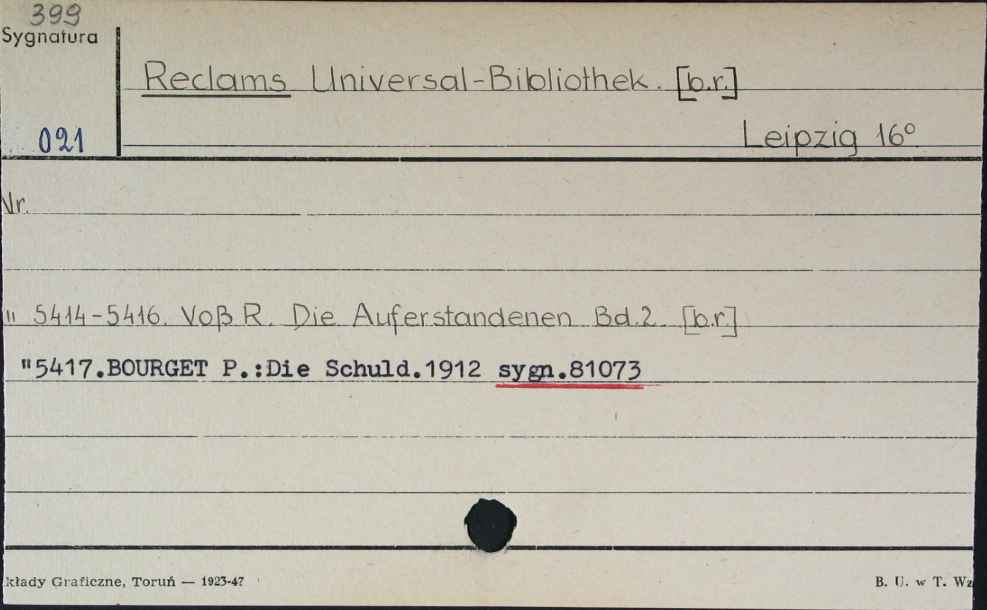 399
Sygnatura
Reclams Universal-Bibliothek. [b.r.]
021
Leipzig 16°
Nr.
" 5414-5416. Voß R. Die Auferstandenen Bd.2. [b.r.]
"5417.BOURGET P.:Die Schuld.1912 sygn.81073
kłady Graficzne, Toruń — 1923-47
B. U. w T. Wz